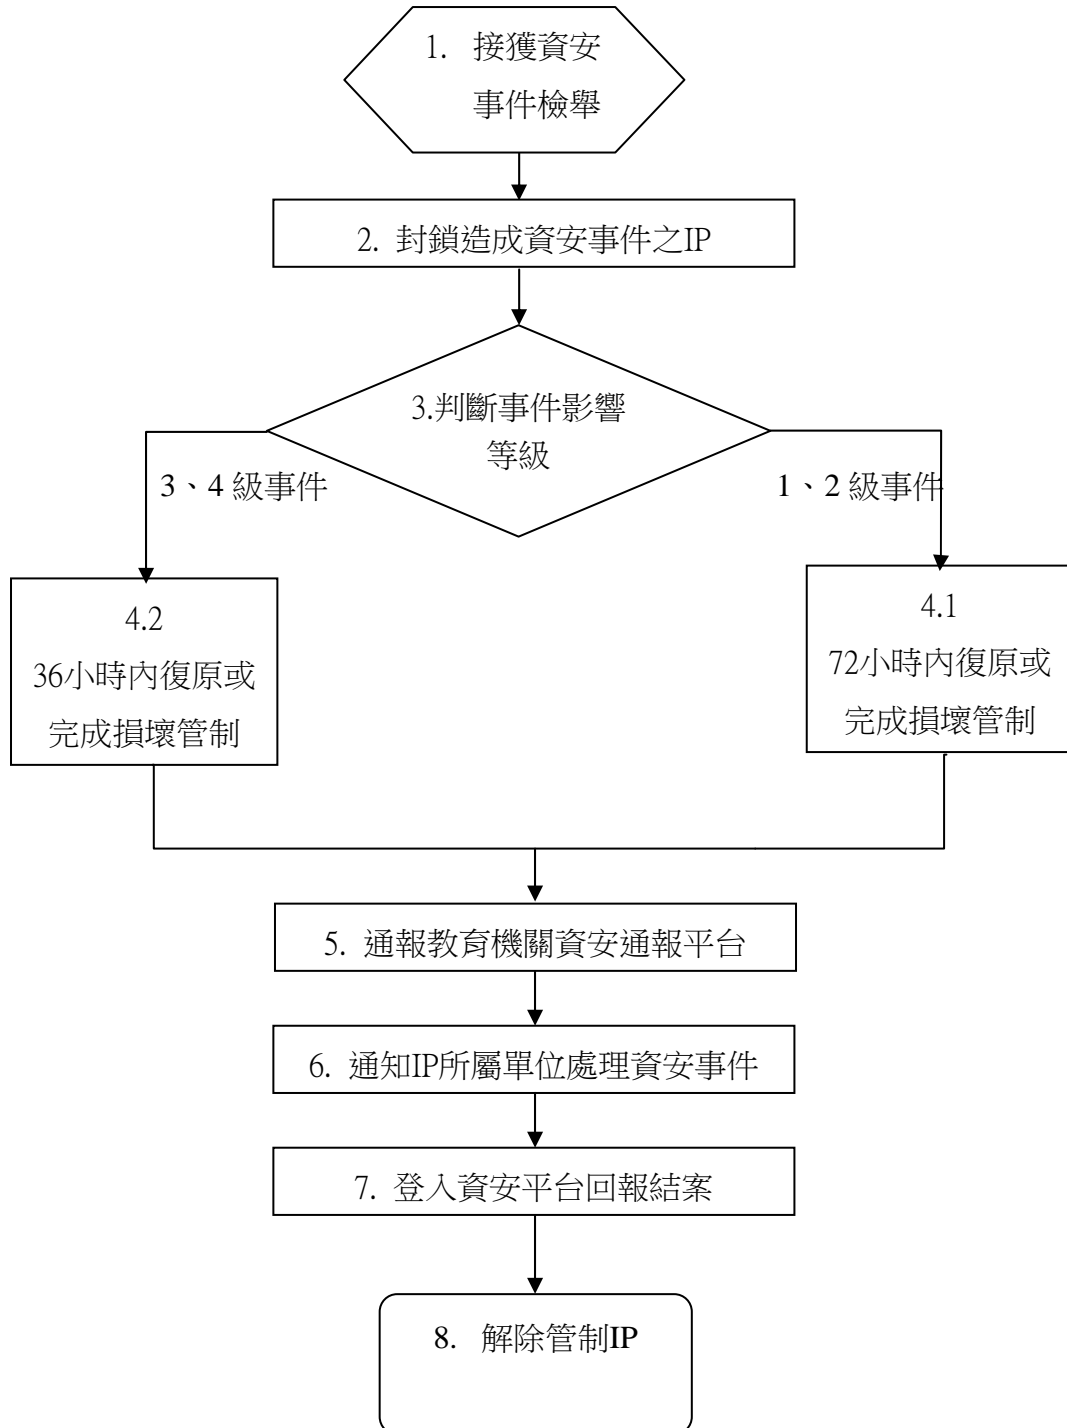 1. 接獲資安
事件檢舉
2. 封鎖造成資安事件之IP
3.判斷事件影響
等級
3、4 級事件
1、2 級事件
4.2
36小時內復原或
完成損壞管制
4.1
72小時內復原或
完成損壞管制
5. 通報教育機關資安通報平台
6. 通知IP所屬單位處理資安事件
7. 登入資安平台回報結案
8. 解除管制IP